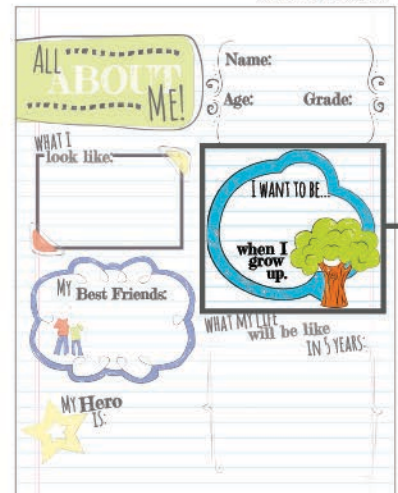 ALL
ABOUT
ME!
Name:
Age: Grade:
WHAT I
look like:
I WANT TO BE...
when I
grow
up.
MY Best Friends:
WHAT MY LIFE
will be like
IN 5 YEARS:
MY Hero
IS: